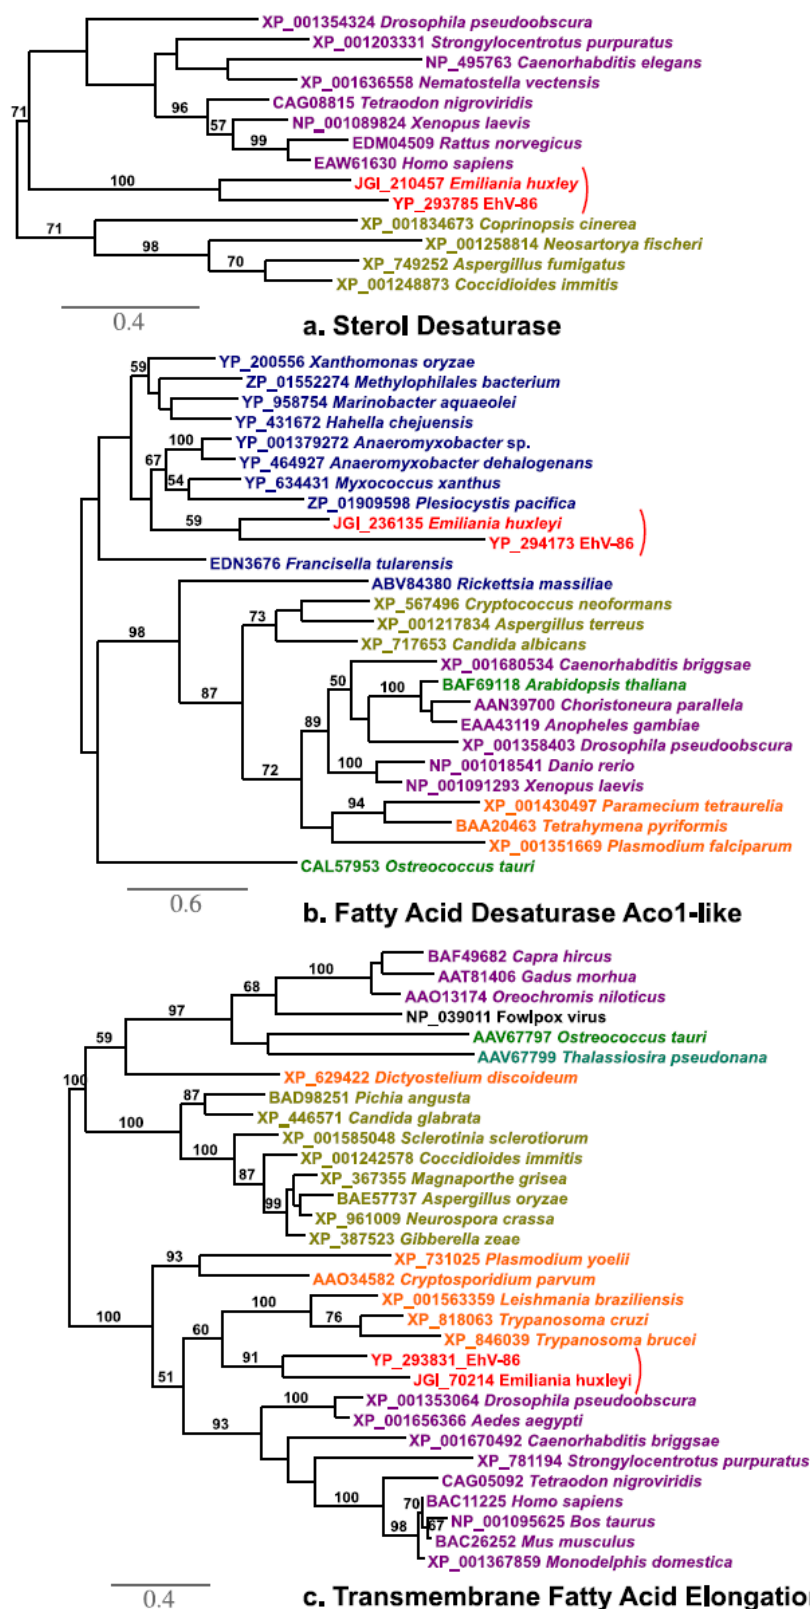 XP_001354324 Drosophila pseudoobscura
XP_001203331 Strongylocentrotus purpuratus
NP_495763 Caenorhabditis elegans
XP_001636558 Nematostella vectensis
96 CAG08815 Tetraodon nigroviridis
71
57 NP_001089824 Xenopus laevis
99 EDM04509 Rattus norvegicus
EAW61630 Homo sapiens
100 JGI_210457 Emiliania huxley
YP_293785 EhV-86
71 XP_001834673 Coprinopsis cinerea
98 XP_001258814 Neosartorya fischeri
70 XP_749252 Aspergillus fumigatus
XP_001248873 Coccidioides immitis
0.4
a. Sterol Desaturase
59 YP_200556 Xanthomonas oryzae
ZP_01552274 Methylophilales bacterium
YP_958754 Marinobacter aquaeolei
YP_431672 Hahella chejuensis
100 YP_001379272 Anaeromyxobacter sp.
67 YP_464927 Anaeromyxobacter dehalogenans
54 YP_634431 Myxococcus xanthus
ZP_01909598 Plesiocystis pacifica
59 JGI_236135 Emiliania huxleyi
YP_294173 EhV-86
EDN3676 Francisella tularensis
ABV84380 Rickettsia massiliae
73 XP_567496 Cryptococcus neoformans
98 XP_001217834 Aspergillus terreus
XP_717653 Candida albicans
XP_001680534 Caenorhabditis briggsae
50 100 BAF69118 Arabidopsis thaliana
87 AAN39700 Choristoneura parallela
EAA43119 Anopheles gambiae
89 XP_001358403 Drosophila pseudoobscura
72 100 NP_001018541 Danio rerio
NP_001091293 Xenopus laevis
94 XP_001430497 Paramecium tetraurelia
BAA20463 Tetrahymena pyriformis
XP_001351669 Plasmodium falciparum
CAL57953 Ostreococcus tauri
0.6
b. Fatty Acid Desaturase Aco1-like
BAF49682 Capra hircus
100 AAT81406 Gadus morhua
68 AAO13174 Oreochromis niloticus
97 NP_039011 Fowlpox virus
AAV67797 Ostreococcus tauri
59 AAV67799 Thalassiosira pseudonana
100 XP_629422 Dictyostelium discoideum
87 BAD98251 Pichia angusta
XP_446571 Candida glabrata
100 XP_001585048 Sclerotinia sclerotiorum
100 XP_001242578 Coccidioides immitis
87 XP_367355 Magnaporthe grisea
BAE57737 Aspergillus oryzae
99 XP_961009 Neurospora crassa
XP_387523 Gibberella zeae
93 XP_731025 Plasmodium yoelii
AAO34582 Cryptosporidium parvum
100 XP_001563359 Leishmania braziliensis
100 76 XP_818063 Trypanosoma cruzi
60 XP_846039 Trypanosoma brucei
91 YP_293831_EhV-86
51 JGI_70214 Emiliania huxleyi
100 XP_001353064 Drosophila pseudoobscura
XP_001656366 Aedes aegypti
93 XP_001670492 Caenorhabditis briggsae
XP_781194 Strongylocentrotus purpuratus
CAG05092 Tetraodon nigroviridis
100 70 BAC11225 Homo sapiens
67 NP_001095625 Bos taurus
98 BAC26252 Mus musculus
XP_001367859 Monodelphis domestica
0.4
c. Transmembrane Fatty Acid Elongation